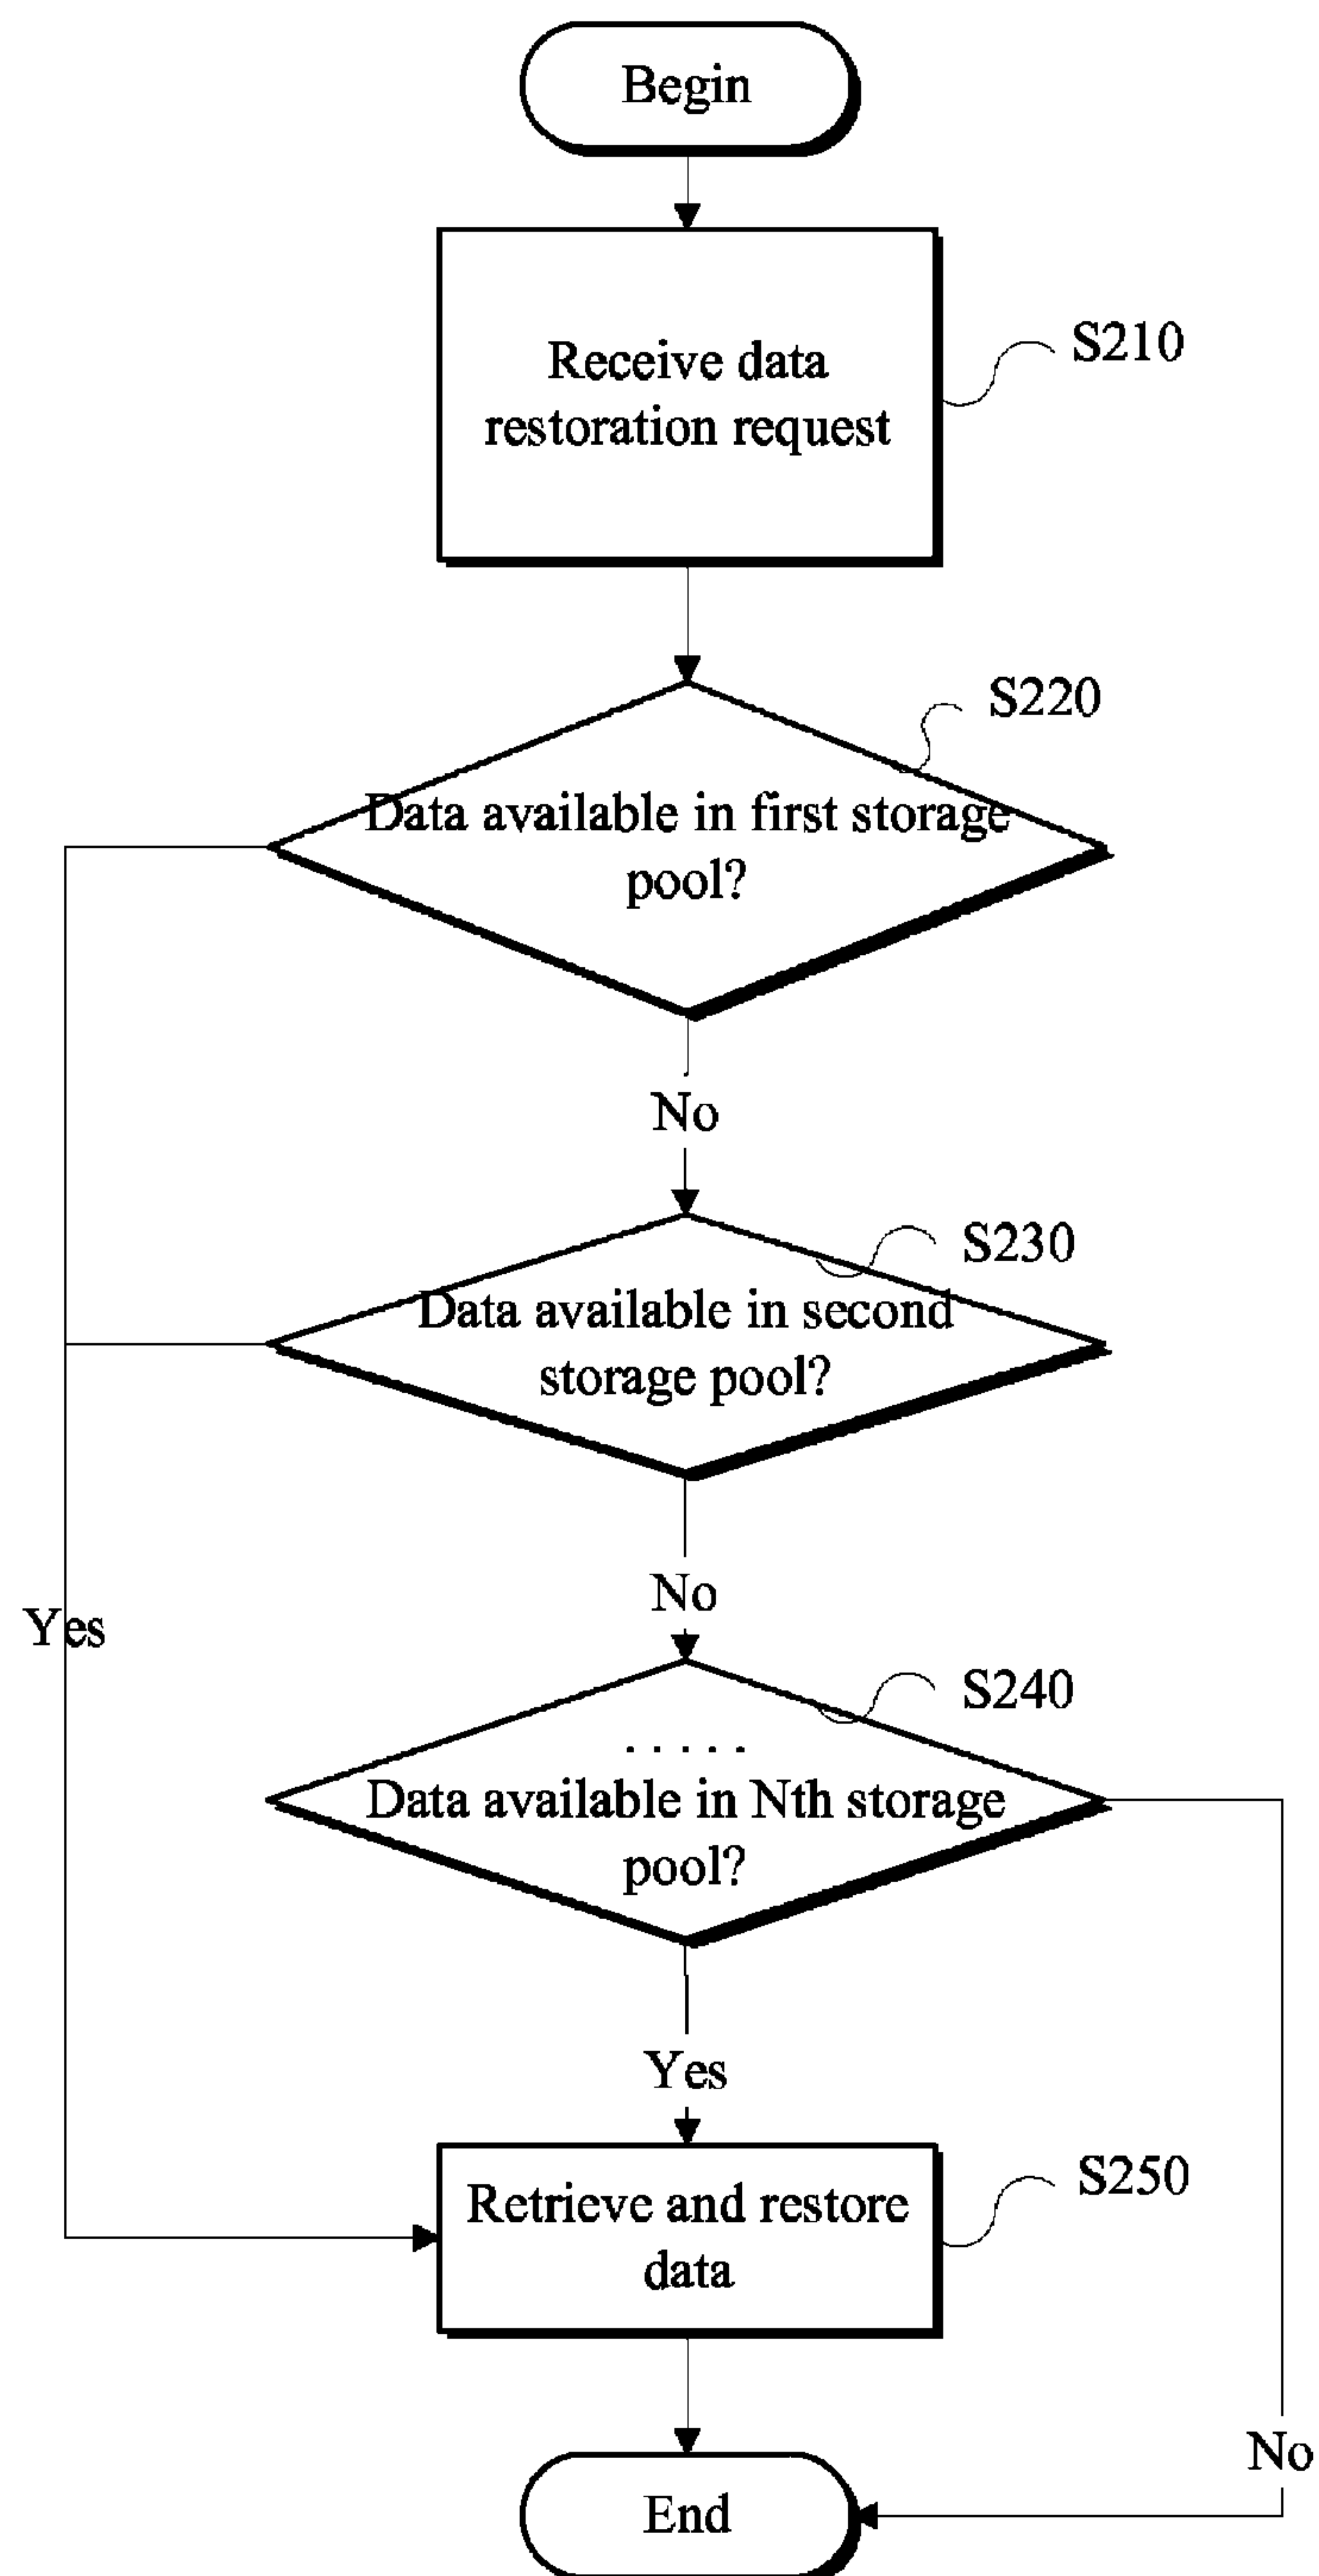 Begin
Receive data
restoration request
S210
S220
Data available in first storage
pool?
No
S230
Data available in second
storage pool?
No
Yes
S240
.....
Data available in Nth storage
pool?
Yes
S250
Retrieve and restore
data
No
End